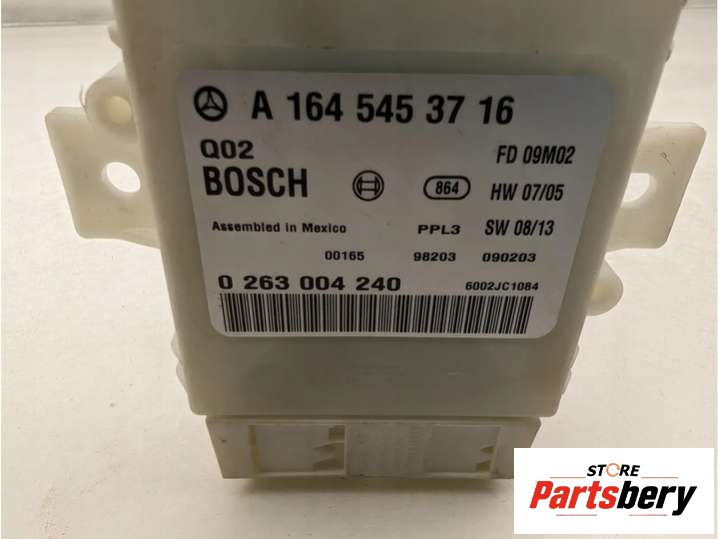 A 164 545 37 16
Q02
FD 09M02
BOSCH
864
HW 07/05
Assembled in Mexico
PPL3
SW 08/13
00165
98203
090203
0 263 004 240
6002JC1084
STORE
Partsbery